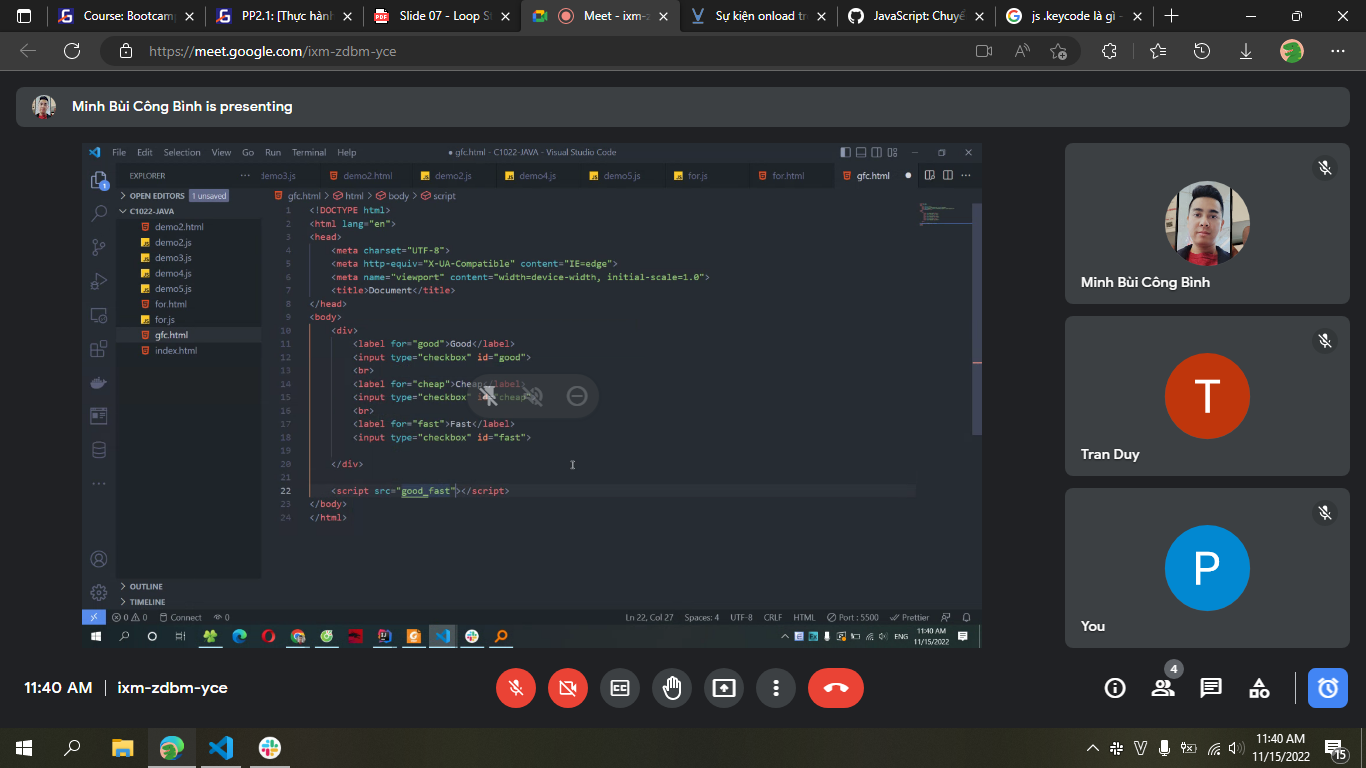 Course: Bootcamp
PP2.1: [Thực hành
Slide 07 - Loop St
Meet - ixm-z
Sự kiện onload tr
JavaScript: Chuyể
js .keycode là gì -
https://meet.google.com/ixm-zdbm-yce
Minh Bùi Công Bình is presenting
File Edit Selection View Go Run Terminal Help
gfc.html - C1022-JAVA - Visual Studio Code
EXPLORER
demo3.js demo2.html demo2.js demo4.js demo5.js for.js for.html gfc.html
OPEN EDITORS 1 unsaved
gfc.html > html > body > script
C1022-JAVA
demo2.html
demo2.js
demo3.js
demo4.js
demo5.js
for.html
for.js
gfc.html
index.html
OUTLINE
TIMELINE
1 <!DOCTYPE html>
2 <html lang="en">
3 <head>
4 <meta charset="UTF-8">
5 <meta http-equiv="X-UA-Compatible" content="IE=edge">
6 <meta name="viewport" content="width=device-width, initial-scale=1.0">
7 <title>Document</title>
8 </head>
9 <body>
10 <div>
11 <label for="good">Good</label>
12 <input type="checkbox" id="good">
13 <br>
14 <label for="cheap">Cheap</label>
15 <input type="checkbox" id="cheap">
16 <br>
17 <label for="fast">Fast</label>
18 <input type="checkbox" id="fast">
19
20 </div>
21
22 <script src="good_fast"></script>
23 </body>
24 </html>
0 0 Connect 0
Ln 22, Col 27 Spaces: 4 UTF-8 CRLF HTML Port : 5500 Prettier
ENG
11:40 AM
11/15/2022
Minh Bùi Công Bình
T
Tran Duy
P
You
11:40 AM | ixm-zdbm-yce
4
11:40 AM
11/15/2022
15